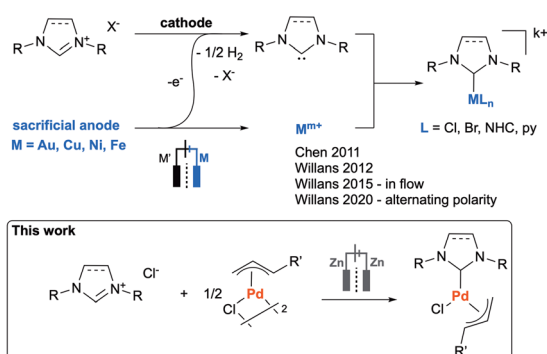 X⁻
cathode
k+
R
N
N⁺
R
- 1/2 H₂
- X⁻
-e⁻
R
N
N
R
R
N
N
R
MLₙ
sacrificial anode
M = Au, Cu, Ni, Fe
M' M
Mᵐ⁺
L = Cl, Br, NHC, py
Chen 2011
Willans 2012
Willans 2015 - in flow
Willans 2020 - alternating polarity
This work
Cl⁻
R
N
N⁺
R
+
1/2
R'
Pd
Cl
2
Zn Zn
R
N
N
R
Pd
Cl
R'